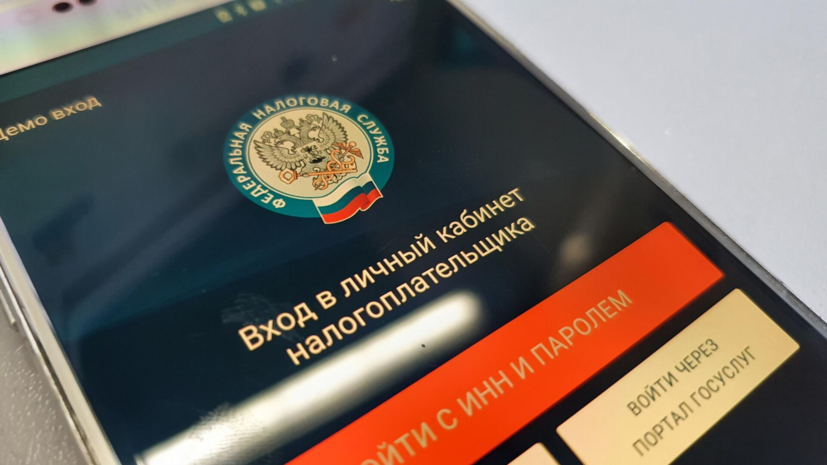 Демо вход
ФЕДЕРАЛЬНАЯ НАЛОГОВАЯ СЛУЖБА
Вход в личный кабинет
налогоплательщика
ВОЙТИ С ИНН И ПАРОЛЕМ
ВОЙТИ ЧЕРЕЗ
ПОРТАЛ ГОСУСЛУГ